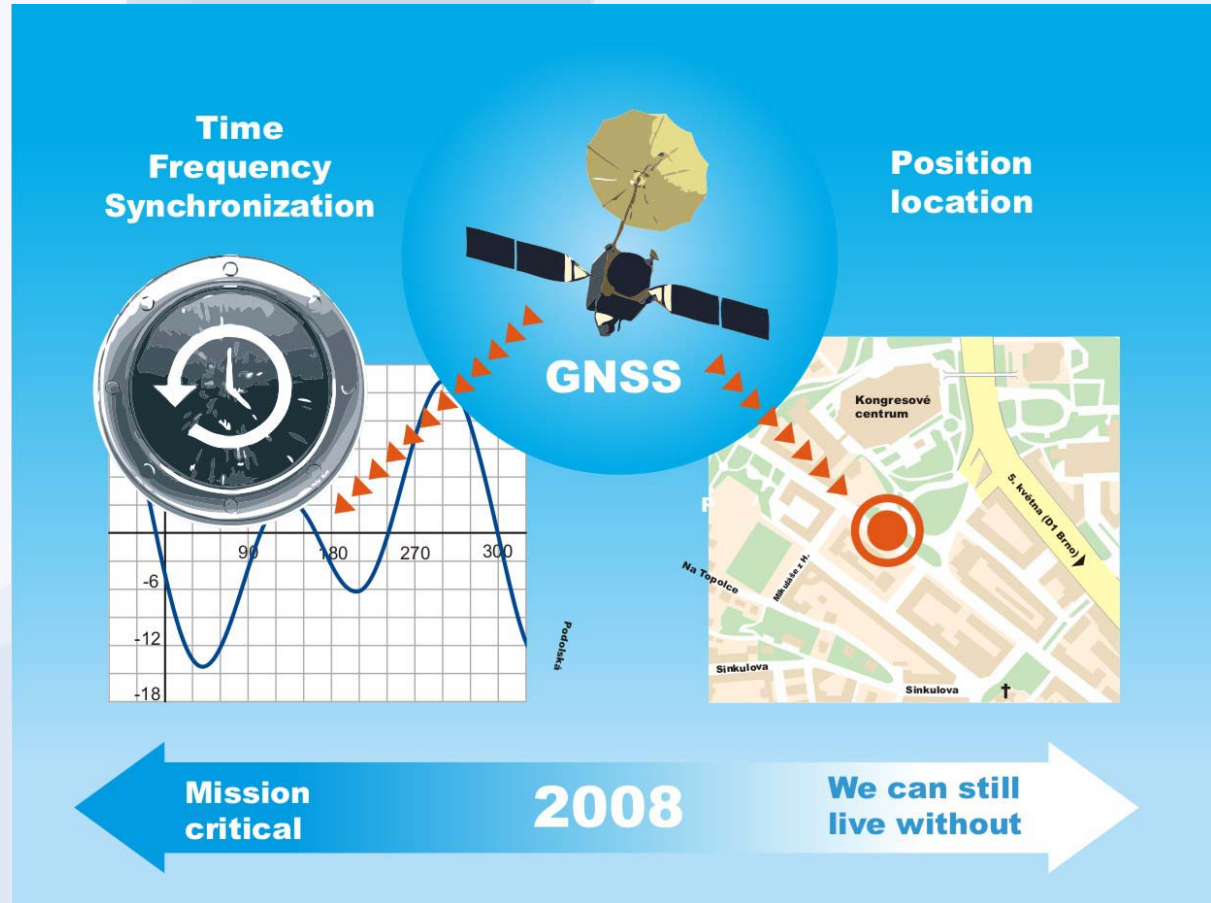 Time
Frequency
Synchronization
Position
location
GNSS
Kongresové
centrum
5. května (D1 Brno)
P
Na Topolce
Mikuláše z H.
Podolská
Sinkulova
Sinkulova
90
180
270
300
-6
-12
-18
Mission
critical
2008
We can still
live without